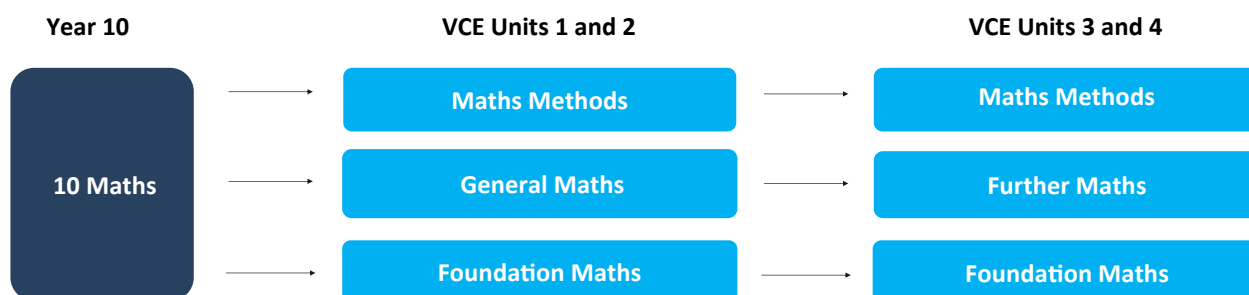 Year 10
VCE Units 1 and 2
VCE Units 3 and 4
10 Maths
Maths Methods
Maths Methods
General Maths
Further Maths
Foundation Maths
Foundation Maths